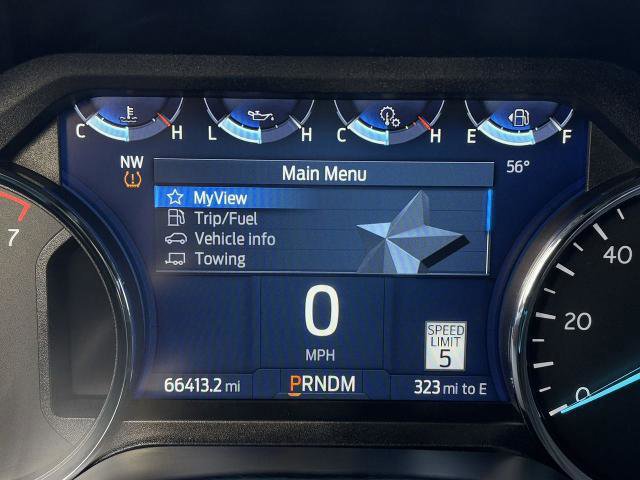 C H L H C H E F
NW 56°
Main Menu
MyView
Trip/Fuel
Vehicle info
Towing
7
40
20
0
0
MPH
SPEED
LIMIT
5
66413.2 mi PRNDM 323 mi to E